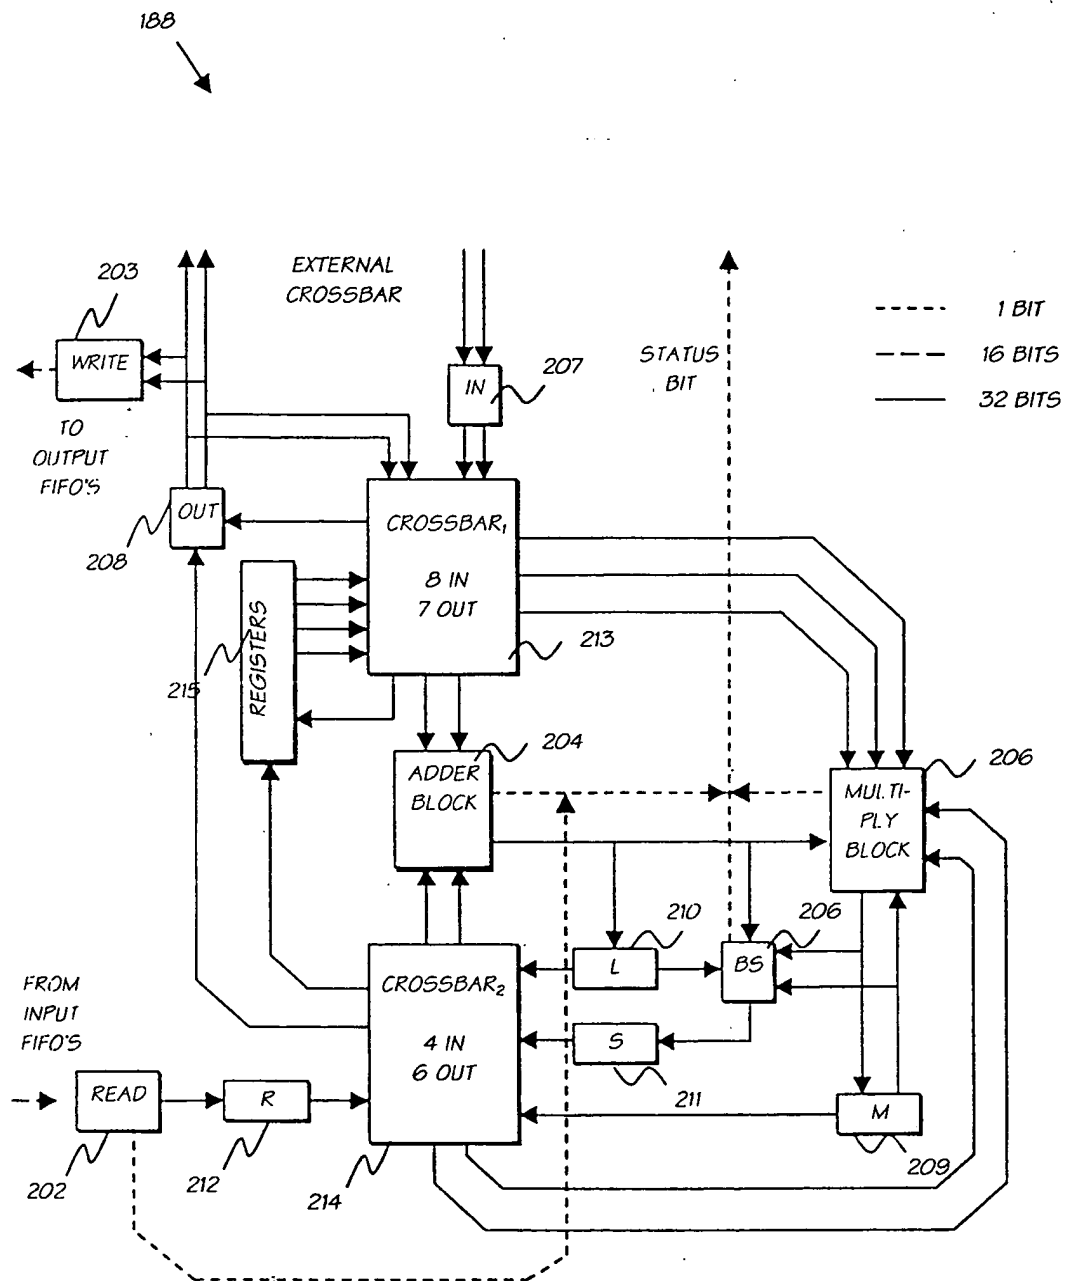 188
203
EXTERNAL
CROSSBAR
1 BIT
WRITE
STATUS
BIT
16 BITS
207
IN
32 BITS
TO
OUTPUT
FIFO'S
OUT
CROSSBAR1
208
8 IN
7 OUT
REGISTERS
213
215
204
ADDER
BLOCK
206
MULTI-
PLY
BLOCK
210
206
L
BS
FROM
INPUT
FIFO'S
CROSSBAR2
4 IN
6 OUT
S
READ
R
211
M
209
202
212
214